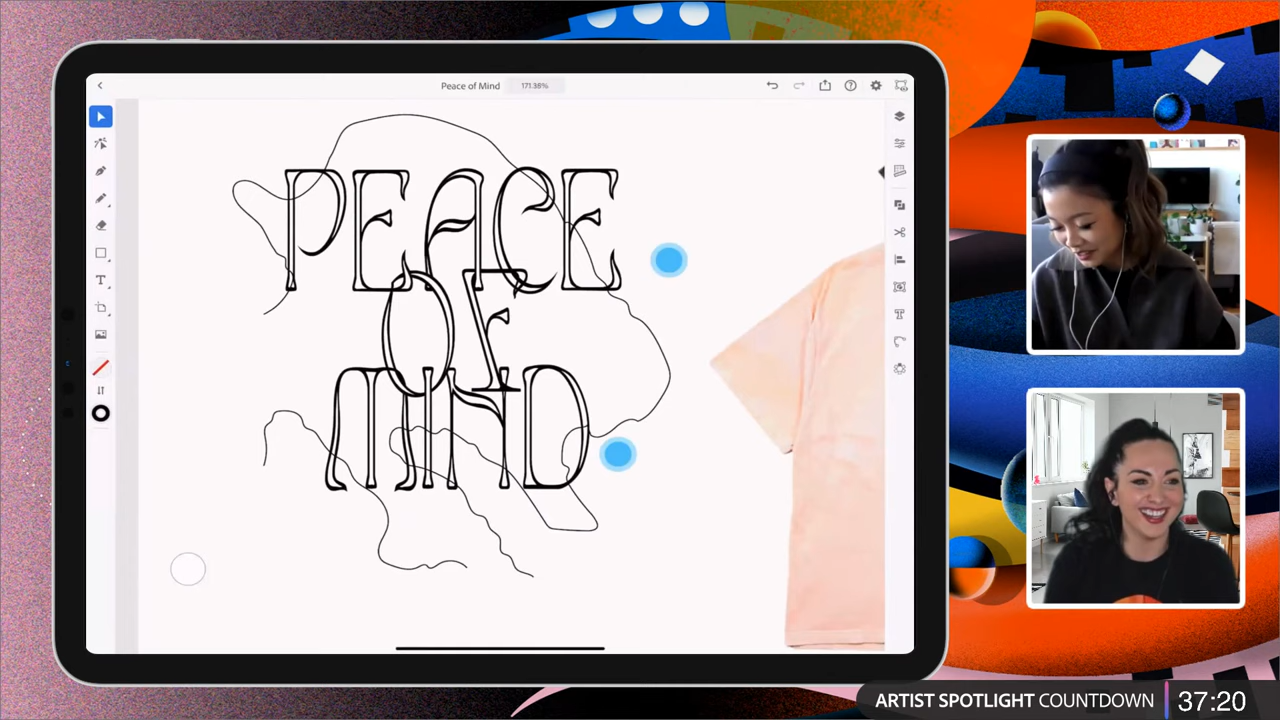 Peace of Mind 171.38%
PEACE
OF
MIND
ARTIST SPOTLIGHT COUNTDOWN 37:20